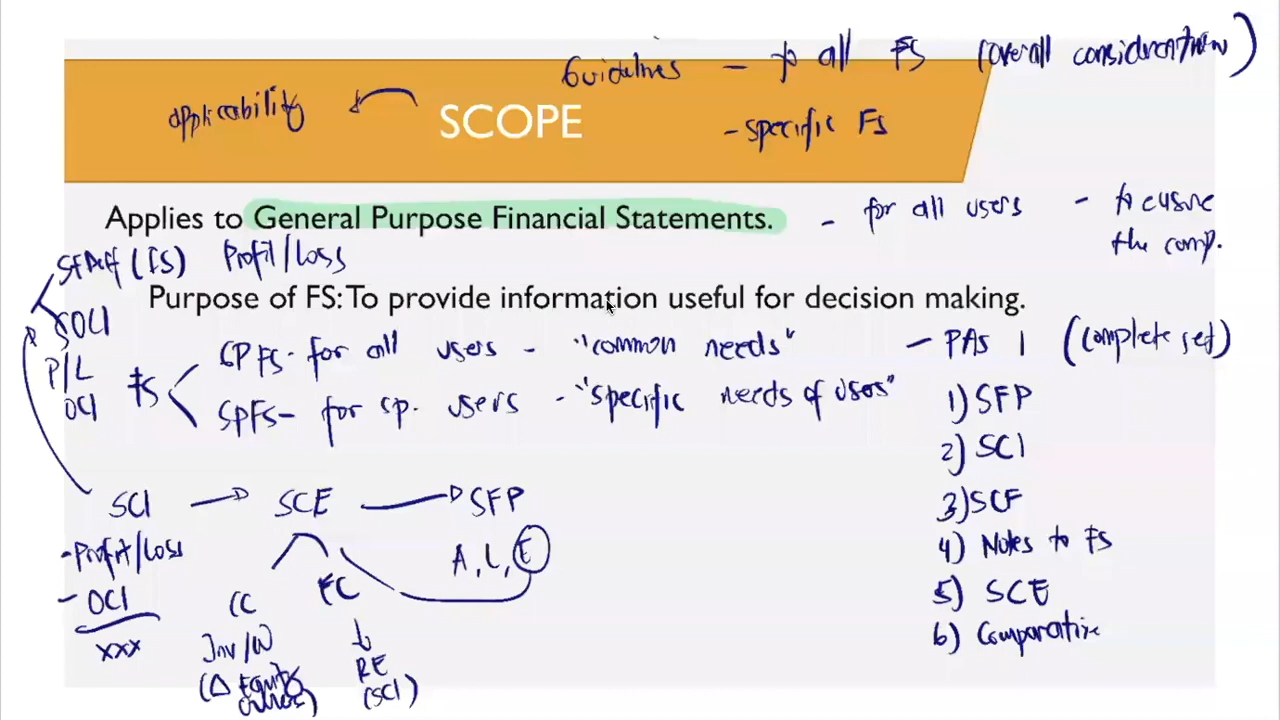 Guidelines - to all FS (Overall consideration)
applicability
SCOPE
- specific FS
Applies to General Purpose Financial Statements.
- for all users - to ensure
the comp.
(IS) Profit/Loss
Purpose of FS: To provide information useful for decision making.
SOCI
P/L
OCI
FS
GPFS- for all users - "common needs"
SPFS- for sp. users - "specific needs of users"
- PAS 1 (complete set)
1) SFP
2) SCI
3) SCF
4) Notes to FS
5) SCE
6) Comparative
SCI → SCE → SFP
- Profit/Loss
- OCI
xxx
A, L, E
CC
FC
Inv/W
(Δ Equity
RE
(SCI)